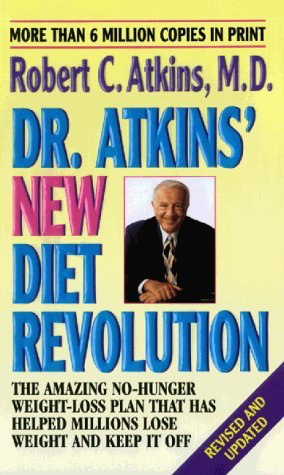 MORE THAN 6 MILLION COPIES IN PRINT
Robert C. Atkins, M.D.
DR. ATKINS'
NEW
DIET
REVOLUTION
THE AMAZING NO-HUNGER
WEIGHT-LOSS PLAN THAT HAS
HELPED MILLIONS LOSE
WEIGHT AND KEEP IT OFF
REVISED AND
UPDATED